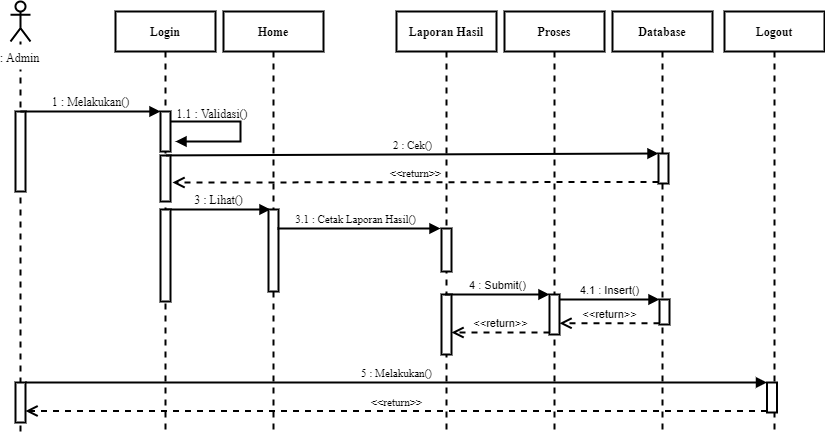 Login
Home
Laporan Hasil
Proses
Database
Logout
: Admin
1 : Melakukan()
1.1 : Validasi()
2 : Cek()
<<return>>
3 : Lihat()
3.1 : Cetak Laporan Hasil()
4 : Submit()
4.1 : Insert()
<<return>>
<<return>>
5 : Melakukan()
<<return>>